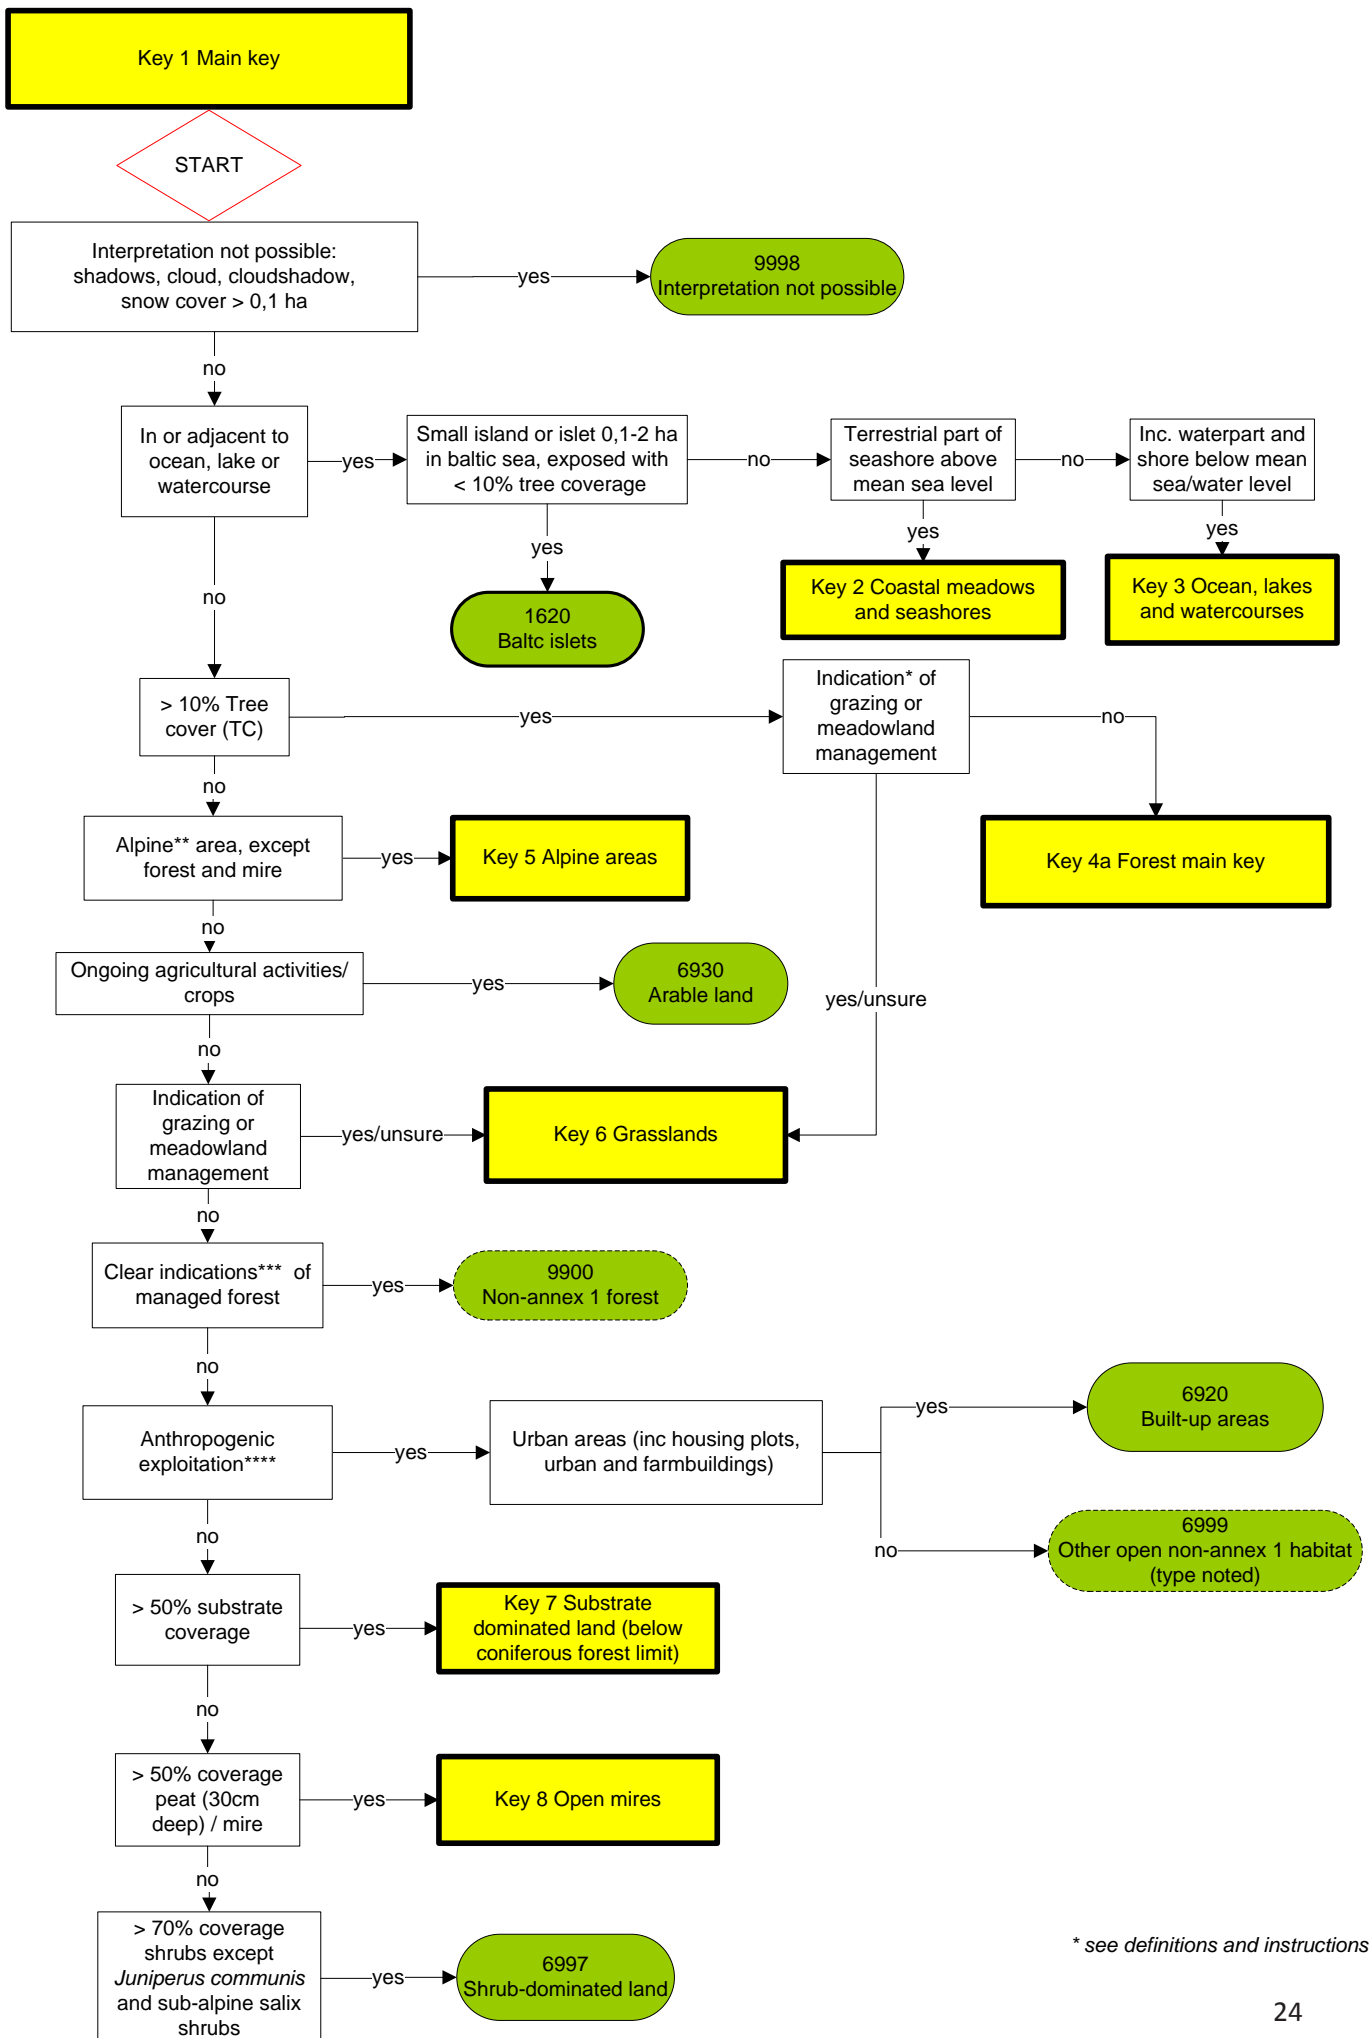 Key 1 Main key
START
Interpretation not possible:
shadows, cloud, cloudshadow,
snow cover > 0,1 ha
yes
9998
Interpretation not possible
no
In or adjacent to
ocean, lake or
watercourse
yes
Small island or islet 0,1-2 ha
in baltic sea, exposed with
< 10% tree coverage
no
Terrestrial part of
seashore above
mean sea level
no
Inc. waterpart and
shore below mean
sea/water level
yes
1620
Baltc islets
yes
Key 2 Coastal meadows
and seashores
yes
Key 3 Ocean, lakes
and watercourses
no
> 10% Tree
cover (TC)
yes
Indication* of
grazing or
meadowland
management
no
Key 4a Forest main key
yes/unsure
no
Alpine** area, except
forest and mire
yes
Key 5 Alpine areas
no
Ongoing agricultural activities/
crops
yes
6930
Arable land
no
Indication of
grazing or
meadowland
management
yes/unsure
Key 6 Grasslands
no
Clear indications*** of
managed forest
yes
9900
Non-annex 1 forest
no
Anthropogenic
exploitation****
yes
Urban areas (inc housing plots,
urban and farmbuildings)
yes
6920
Built-up areas
no
6999
Other open non-annex 1 habitat
(type noted)
no
> 50% substrate
coverage
yes
Key 7 Substrate
dominated land (below
coniferous forest limit)
no
> 50% coverage
peat (30cm
deep) / mire
yes
Key 8 Open mires
no
> 70% coverage
shrubs except
Juniperus communis
and sub-alpine salix
shrubs
yes
6997
Shrub-dominated land
* see definitions and instructions
24